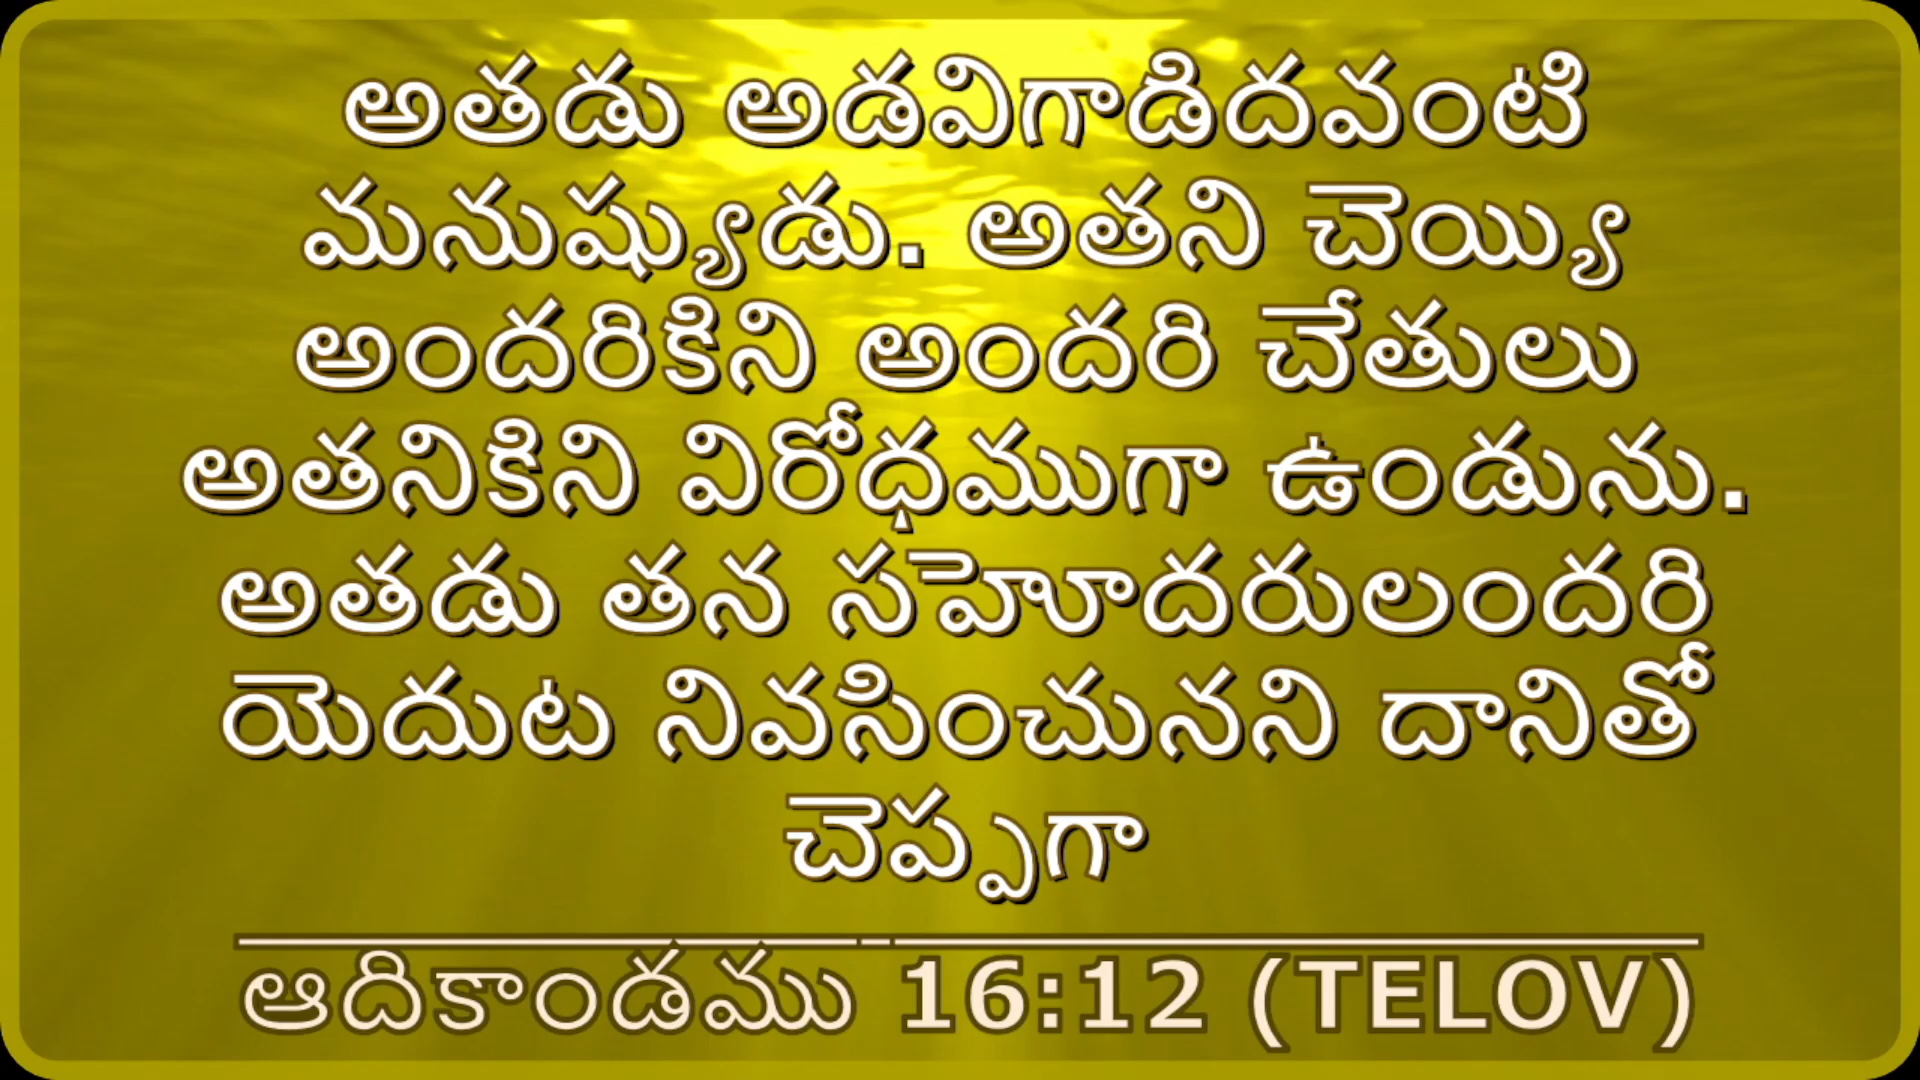 అతడు అడవిగాడిదవంటి
మనుష్యుడు. అతని చెయ్యి
అందరికిని అందరి చేతులు
అతనికిని విరోధముగా ఉండును.
అతడు తన సహోదరులందరి
యెదుట నివసించునని దానితో
చెప్పగా
ఆదికాండము 16:12 (TELOV)